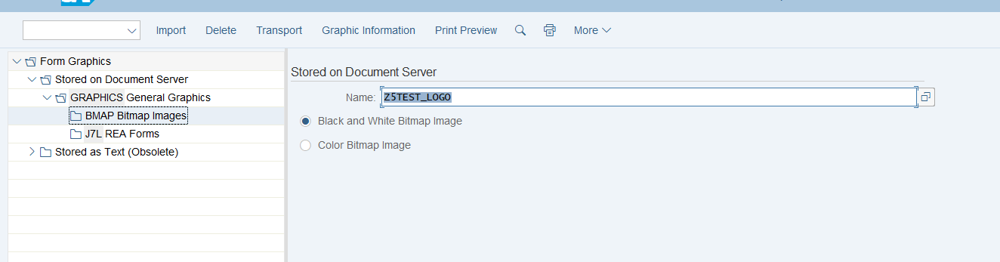 Import Delete Transport Graphic Information Print Preview More
Form Graphics
Stored on Document Server
GRAPHICS General Graphics
BMAP Bitmap Images
J7L REA Forms
Stored as Text (Obsolete)
Stored on Document Server
Name: Z5TEST_LOGO
Black and White Bitmap Image
Color Bitmap Image